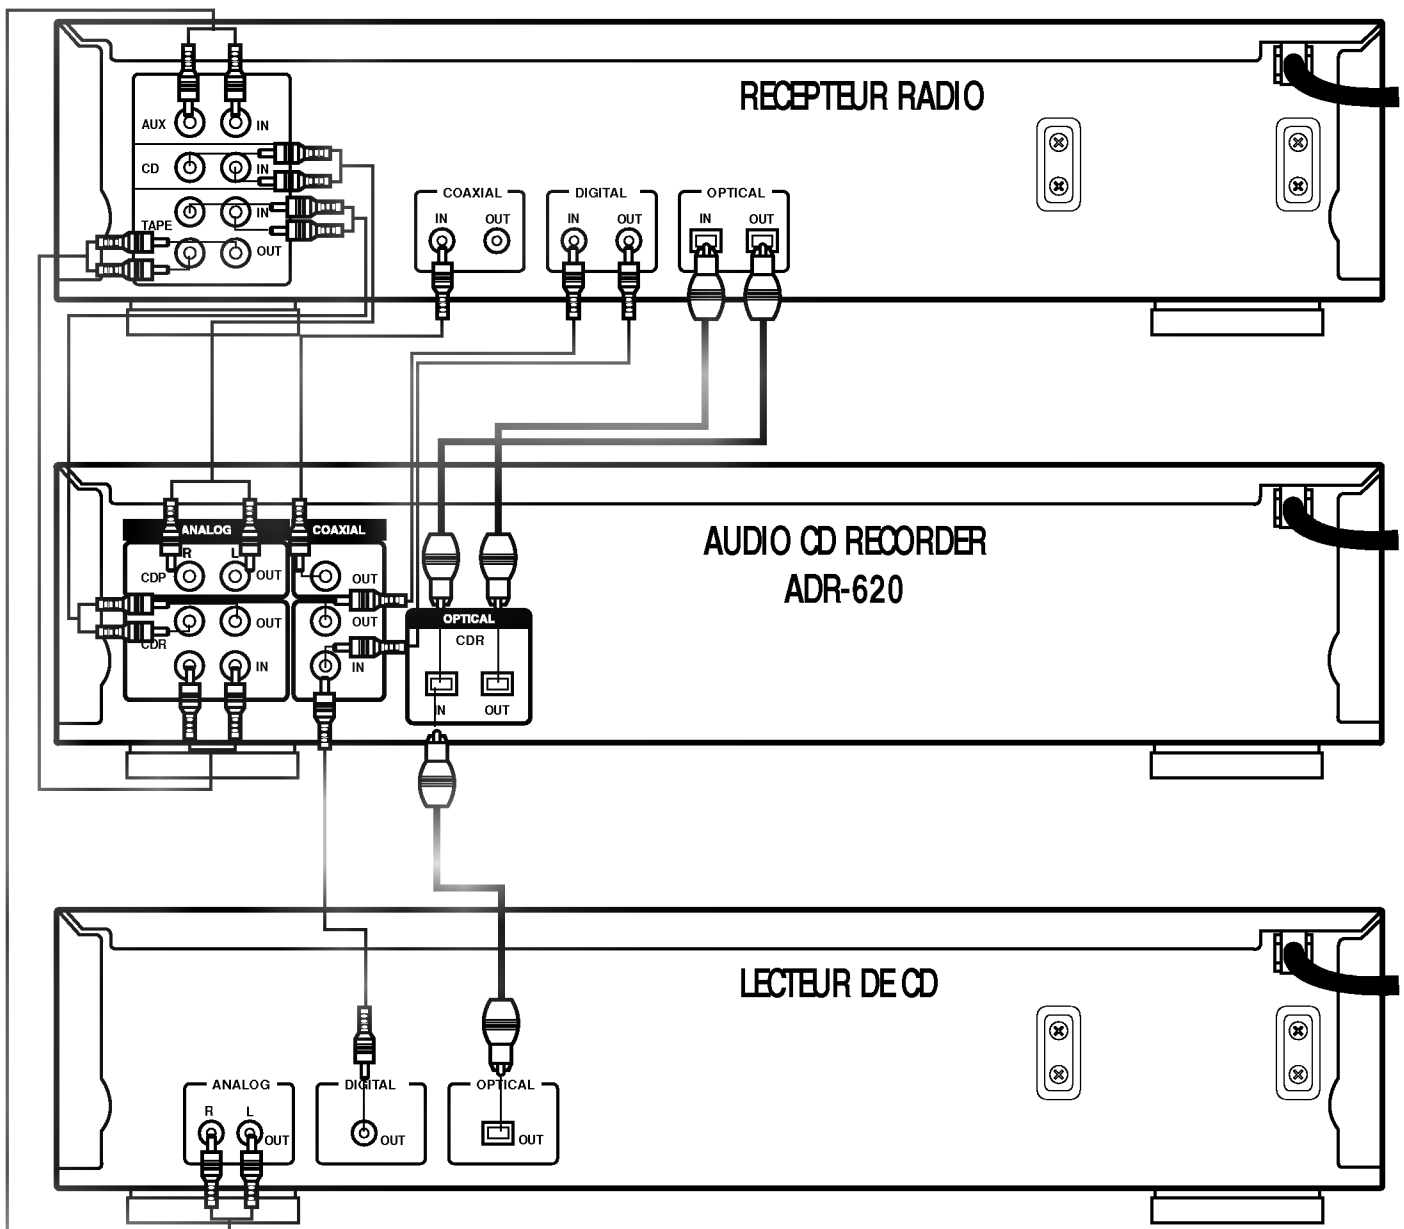 RECEPTEUR RADIO
AUX IN
CD IN
TAPE IN
OUT
COAXIAL
IN OUT
DIGITAL
IN OUT
OPTICAL
IN OUT
AUDIO CD RECORDER
ADR-620
ANALOG
R L
CDP OUT
CDR OUT
IN
COAXIAL
OUT
OUT
IN
OPTICAL
CDR
IN OUT
LECTEUR DE CD
ANALOG
R L
OUT
DIGITAL
OUT
OPTICAL
OUT